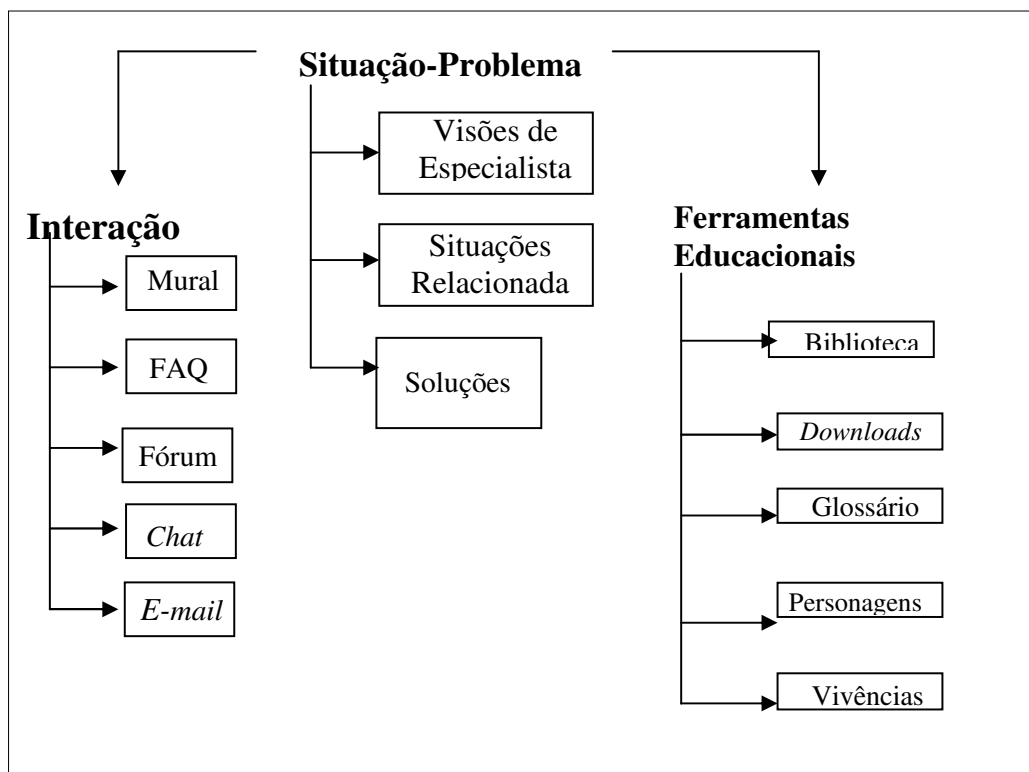 Situação-Problema
Visões de
Especialista
Situações
Relacionada
Soluções
Interação
Mural
FAQ
Fórum
Chat
E-mail
Ferramentas
Educacionais
Biblioteca
Downloads
Glossário
Personagens
Vivências